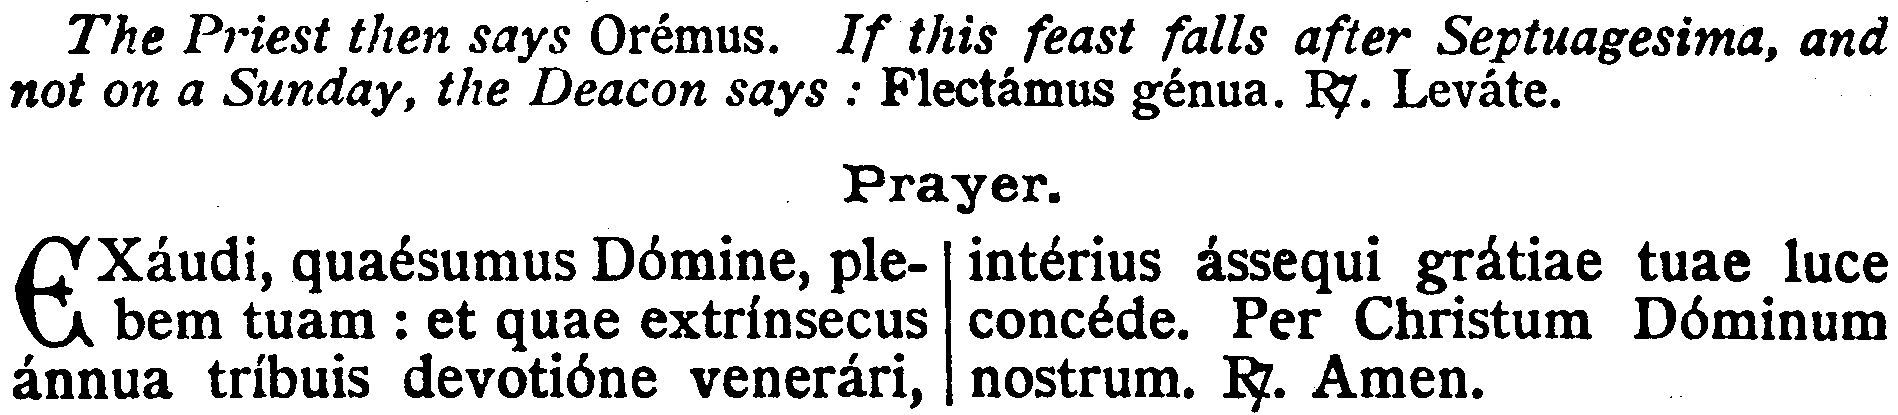 The Priest then says Orémus. If this feast falls after Septuagesima, and
not on a Sunday, the Deacon says : Flectámus génua. ℟. Leváte.
Prayer.
EXáudi, quaésumus Dómine, ple-
bem tuam : et quae extrínsecus
ánnua tríbuis devotióne venerári,
intérius ássequi grátiae tuae luce
concéde. Per Christum Dóminum
nostrum. ℟. Amen.